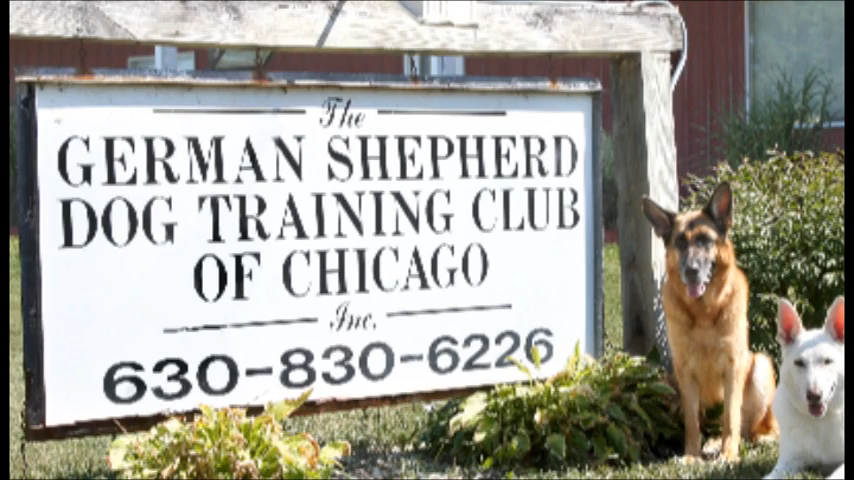 The
GERMAN SHEPHERD
DOG TRAINING CLUB
OF CHICAGO
Inc.
630-830-6226